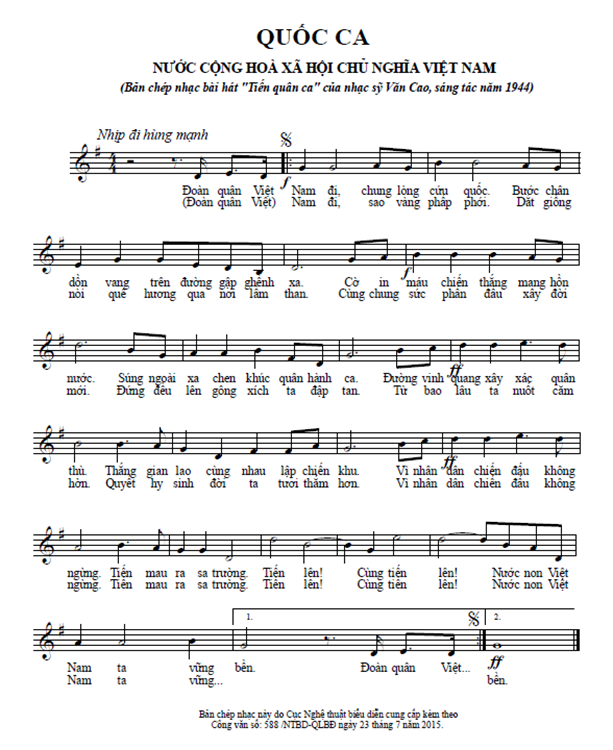 QUỐC CA
NƯỚC CỘNG HOÀ XÃ HỘI CHỦ NGHĨA VIỆT NAM
(Bản chép nhạc bài hát "Tiến quân ca" của nhạc sỹ Văn Cao, sáng tác năm 1944)
Nhịp đi hùng mạnh
4
4
f
Đoàn quân Việt Nam đi, chung lòng cứu quốc. Bước chân
(Đoàn quân Việt) Nam đi, sao vàng phấp phới. Dắt giống
f
dồn vang trên đường gập ghềnh xa. Cờ in máu chiến thắng mang hồn
nòi quê hương qua nơi lầm than. Cùng chung sức phấn đấu xây đời
ff
nước. Súng ngoài xa chen khúc quân hành ca. Đường vinh quang xây xác quân
mới. Đứng đều lên gông xích ta đập tan. Từ bao lâu ta nuốt căm
ff
thù. Thắng gian lao cùng nhau lập chiến khu. Vì nhân dân chiến đấu không
hờn. Quyết hy sinh đời ta tươi thắm hơn. Vì nhân dân chiến đấu không
ngừng. Tiến mau ra sa trường. Tiến lên! Cùng tiến lên! Nước non Việt
ngừng. Tiến mau ra sa trường. Tiến lên! Cùng tiến lên! Nước non Việt
1.
2.
ff
Nam ta vững bền. Đoàn quân Việt...
Nam ta vững... bền.
Bản chép nhạc này do Cục Nghệ thuật biểu diễn cung cấp kèm theo
Công văn số: 588 /NTBD-QLBD ngày 23 tháng 7 năm 2015.